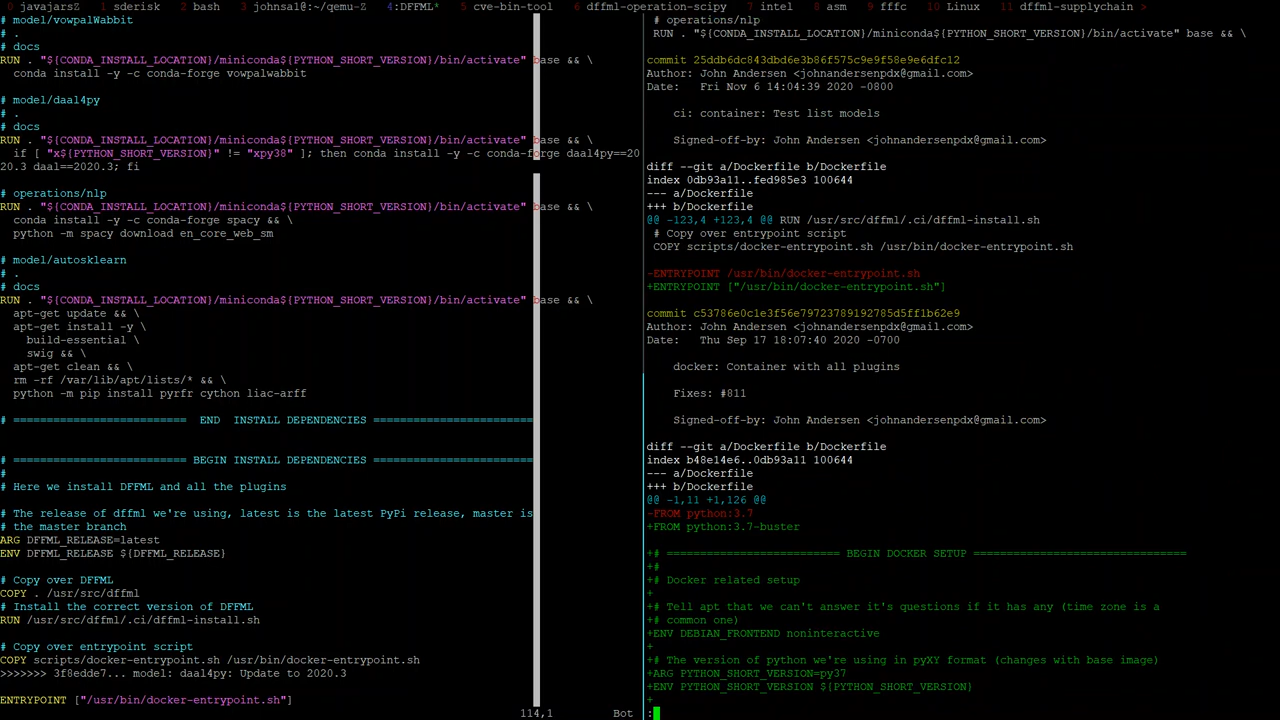 0 javajarsZ  1 sderisk  2 bash  3 johnsal@:~/qemu-Z  4:DFFML*  5 cve-bin-tool  6 dffml-operation-scipy  7 intel  8 asm  9 fffc  10 Linux  11 dffml-supplychain >
# model/vowpalWabbit
# .
# docs
RUN . "${CONDA_INSTALL_LOCATION}/miniconda${PYTHON_SHORT_VERSION}/bin/activate" base && \
  conda install -y -c conda-forge vowpalwabbit
# model/daal4py
# .
# docs
RUN . "${CONDA_INSTALL_LOCATION}/miniconda${PYTHON_SHORT_VERSION}/bin/activate" base && \
  if [ "x${PYTHON_SHORT_VERSION}" != "xpy38" ]; then conda install -y -c conda-forge daal4py==20
20.3 daal==2020.3; fi
# operations/nlp
RUN . "${CONDA_INSTALL_LOCATION}/miniconda${PYTHON_SHORT_VERSION}/bin/activate" base && \
  conda install -y -c conda-forge spacy && \
  python -m spacy download en_core_web_sm
# model/autosklearn
# .
# docs
RUN . "${CONDA_INSTALL_LOCATION}/miniconda${PYTHON_SHORT_VERSION}/bin/activate" base && \
  apt-get update && \
  apt-get install -y \
    build-essential \
    swig && \
  apt-get clean && \
  rm -rf /var/lib/apt/lists/* && \
  python -m pip install pyrfr cython liac-arff
# ========================== END  INSTALL DEPENDENCIES ========================
# ========================== BEGIN INSTALL DEPENDENCIES ========================
#
# Here we install DFFML and all the plugins
# The release of dffml we're using, latest is the latest PyPi release, master is
# the master branch
ARG DFFML_RELEASE=latest
ENV DFFML_RELEASE ${DFFML_RELEASE}
# Copy over DFFML
COPY . /usr/src/dffml
# Install the correct version of DFFML
RUN /usr/src/dffml/.ci/dffml-install.sh
# Copy over entrypoint script
COPY scripts/docker-entrypoint.sh /usr/bin/docker-entrypoint.sh
>>>>>>> 3f8edde7... model: daal4py: Update to 2020.3
ENTRYPOINT ["/usr/bin/docker-entrypoint.sh"]
114,1  Bot
 # operations/nlp
 RUN . "${CONDA_INSTALL_LOCATION}/miniconda${PYTHON_SHORT_VERSION}/bin/activate" base && \
commit 25ddb6dc843dbd6e3b86f575c9e9f58e9e6dfc12
Author: John Andersen <johnandersenpdx@gmail.com>
Date:   Fri Nov 6 14:04:39 2020 -0800
    ci: container: Test list models
    Signed-off-by: John Andersen <johnandersenpdx@gmail.com>
diff --git a/Dockerfile b/Dockerfile
index 0db93a11..fed985e3 100644
--- a/Dockerfile
+++ b/Dockerfile
@@ -123,4 +123,4 @@ RUN /usr/src/dffml/.ci/dffml-install.sh
 # Copy over entrypoint script
 COPY scripts/docker-entrypoint.sh /usr/bin/docker-entrypoint.sh
-ENTRYPOINT /usr/bin/docker-entrypoint.sh
+ENTRYPOINT ["/usr/bin/docker-entrypoint.sh"]
commit c53786e0c1e3f56e79723789192785d5ff1b62e9
Author: John Andersen <johnandersenpdx@gmail.com>
Date:   Thu Sep 17 18:07:40 2020 -0700
    docker: Container with all plugins
    Fixes: #811
    Signed-off-by: John Andersen <johnandersenpdx@gmail.com>
diff --git a/Dockerfile b/Dockerfile
index b48e14e6..0db93a11 100644
--- a/Dockerfile
+++ b/Dockerfile
@@ -1,11 +1,126 @@
-FROM python:3.7
+FROM python:3.7-buster
+# ========================== BEGIN DOCKER SETUP ================================
+#
+# Docker related setup
+
+# Tell apt that we can't answer it's questions if it has any (time zone is a
+# common one)
+ENV DEBIAN_FRONTEND noninteractive
+
+# The version of python we're using in pyXY format (changes with base image)
+ARG PYTHON_SHORT_VERSION=py37
+ENV PYTHON_SHORT_VERSION ${PYTHON_SHORT_VERSION}
+
: